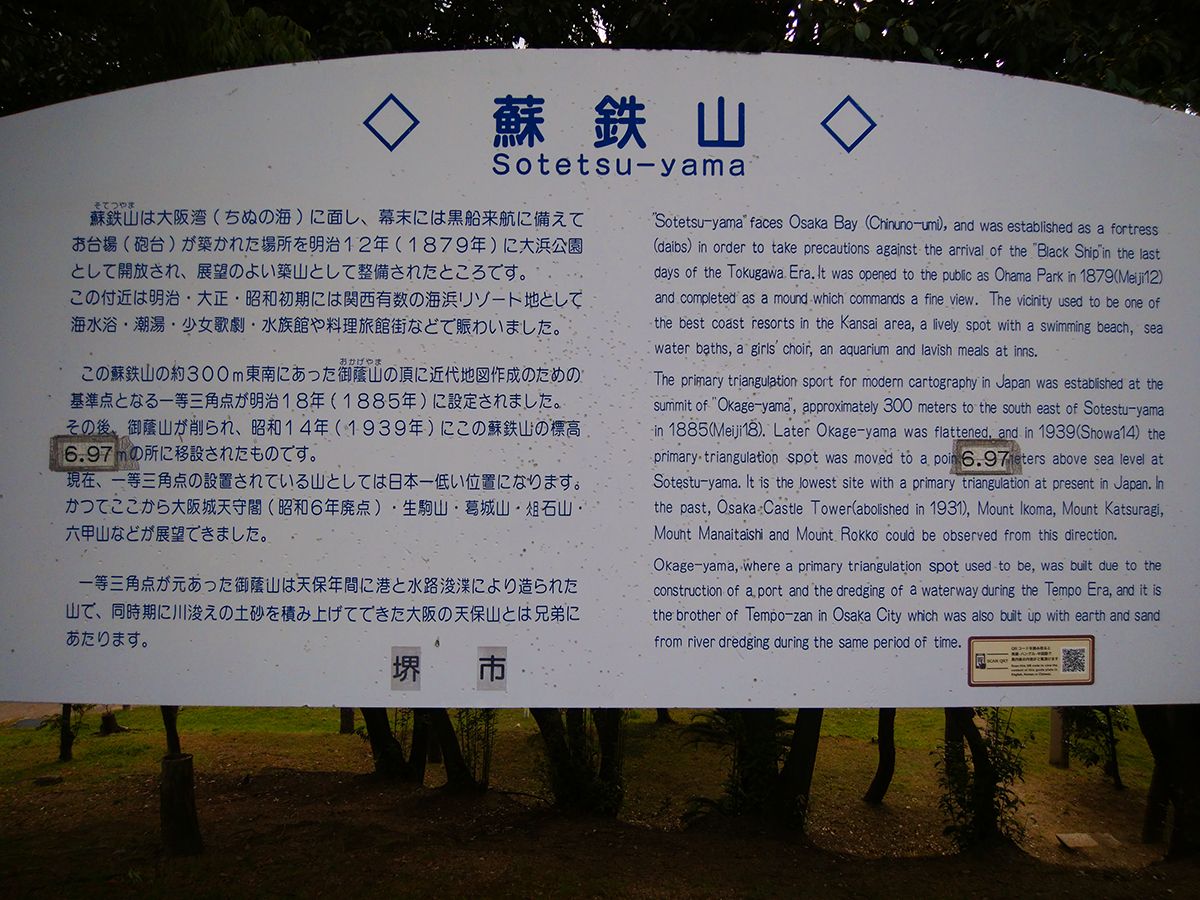 蘇鉄山
Sotetsu-yama
そてつやま
蘇鉄山は大阪湾（ちぬの海）に面し、幕末には黒船来航に備えて
お台場（砲台）が築かれた場所を明治12年（1879年）に大浜公園
として開放され、展望のよい築山として整備されたところです。
この付近は明治・大正・昭和初期には関西有数の海浜リゾート地として
海水浴・潮湯・少女歌劇・水族館や料理旅館街などで賑わいました。
おかげやま
この蘇鉄山の約300m東南にあった御蔭山の頂に近代地図作成のための
基準点となる一等三角点が明治18年（1885年）に設定されました。
その後、御蔭山が削られ、昭和14年（1939年）にこの蘇鉄山の標高
6.97mの所に移設されたものです。
現在、一等三角点の設置されている山としては日本一低い位置になります。
かつてここから大阪城天守閣（昭和6年廃点）・生駒山・葛城山・俎石山・
六甲山などが展望できました。
一等三角点が元あった御蔭山は天保年間に港と水路浚渫により造られた
山で、同時期に川浚えの土砂を積み上げてできた大阪の天保山とは兄弟に
あたります。
堺 市
"Sotetsu-yama" faces Osaka Bay (Chinuno-umi), and was established as a fortress
(daibs) in order to take precautions against the arrival of the "Black Ship"in the last
days of the Tokugawa Era. It was opened to the public as Ohama Park in 1879(Meiji12)
and completed as a mound which commands a fine view. The vicinity used to be one of
the best coast resorts in the Kansai area, a lively spot with a swimming beach, sea
water baths, a girls' choir, an aquarium and lavish meals at inns.
The primary triangulation sport for modern cartography in Japan was established at the
summit of "Okage-yama", approximately 300 meters to the south east of Sotestu-yama
in 1885(Meiji18). Later Okage-yama was flattened, and in 1939(Showa14) the
primary triangulation spot was moved to a poin 6.97 meters above sea level at
Sotestu-yama. It is the lowest site with a primary triangulation at present in Japan. In
the past, Osaka Castle Tower(abolished in 1931), Mount Ikoma, Mount Katsuragi,
Mouht Manaitaishi and Mount Rokko could be observed from this direction.
Okage-yama, where a primary triangulation spot used to be, was built due to the
construction of a port and the dredging of a waterway during the Tempo Era, and it is
the brother of Tempo-zan in Osaka City which was also built up with earth and sand
from river dredging during the same period of time.
SCAN QR!
QRコードを読み取ると
English, Korean or Chinese.